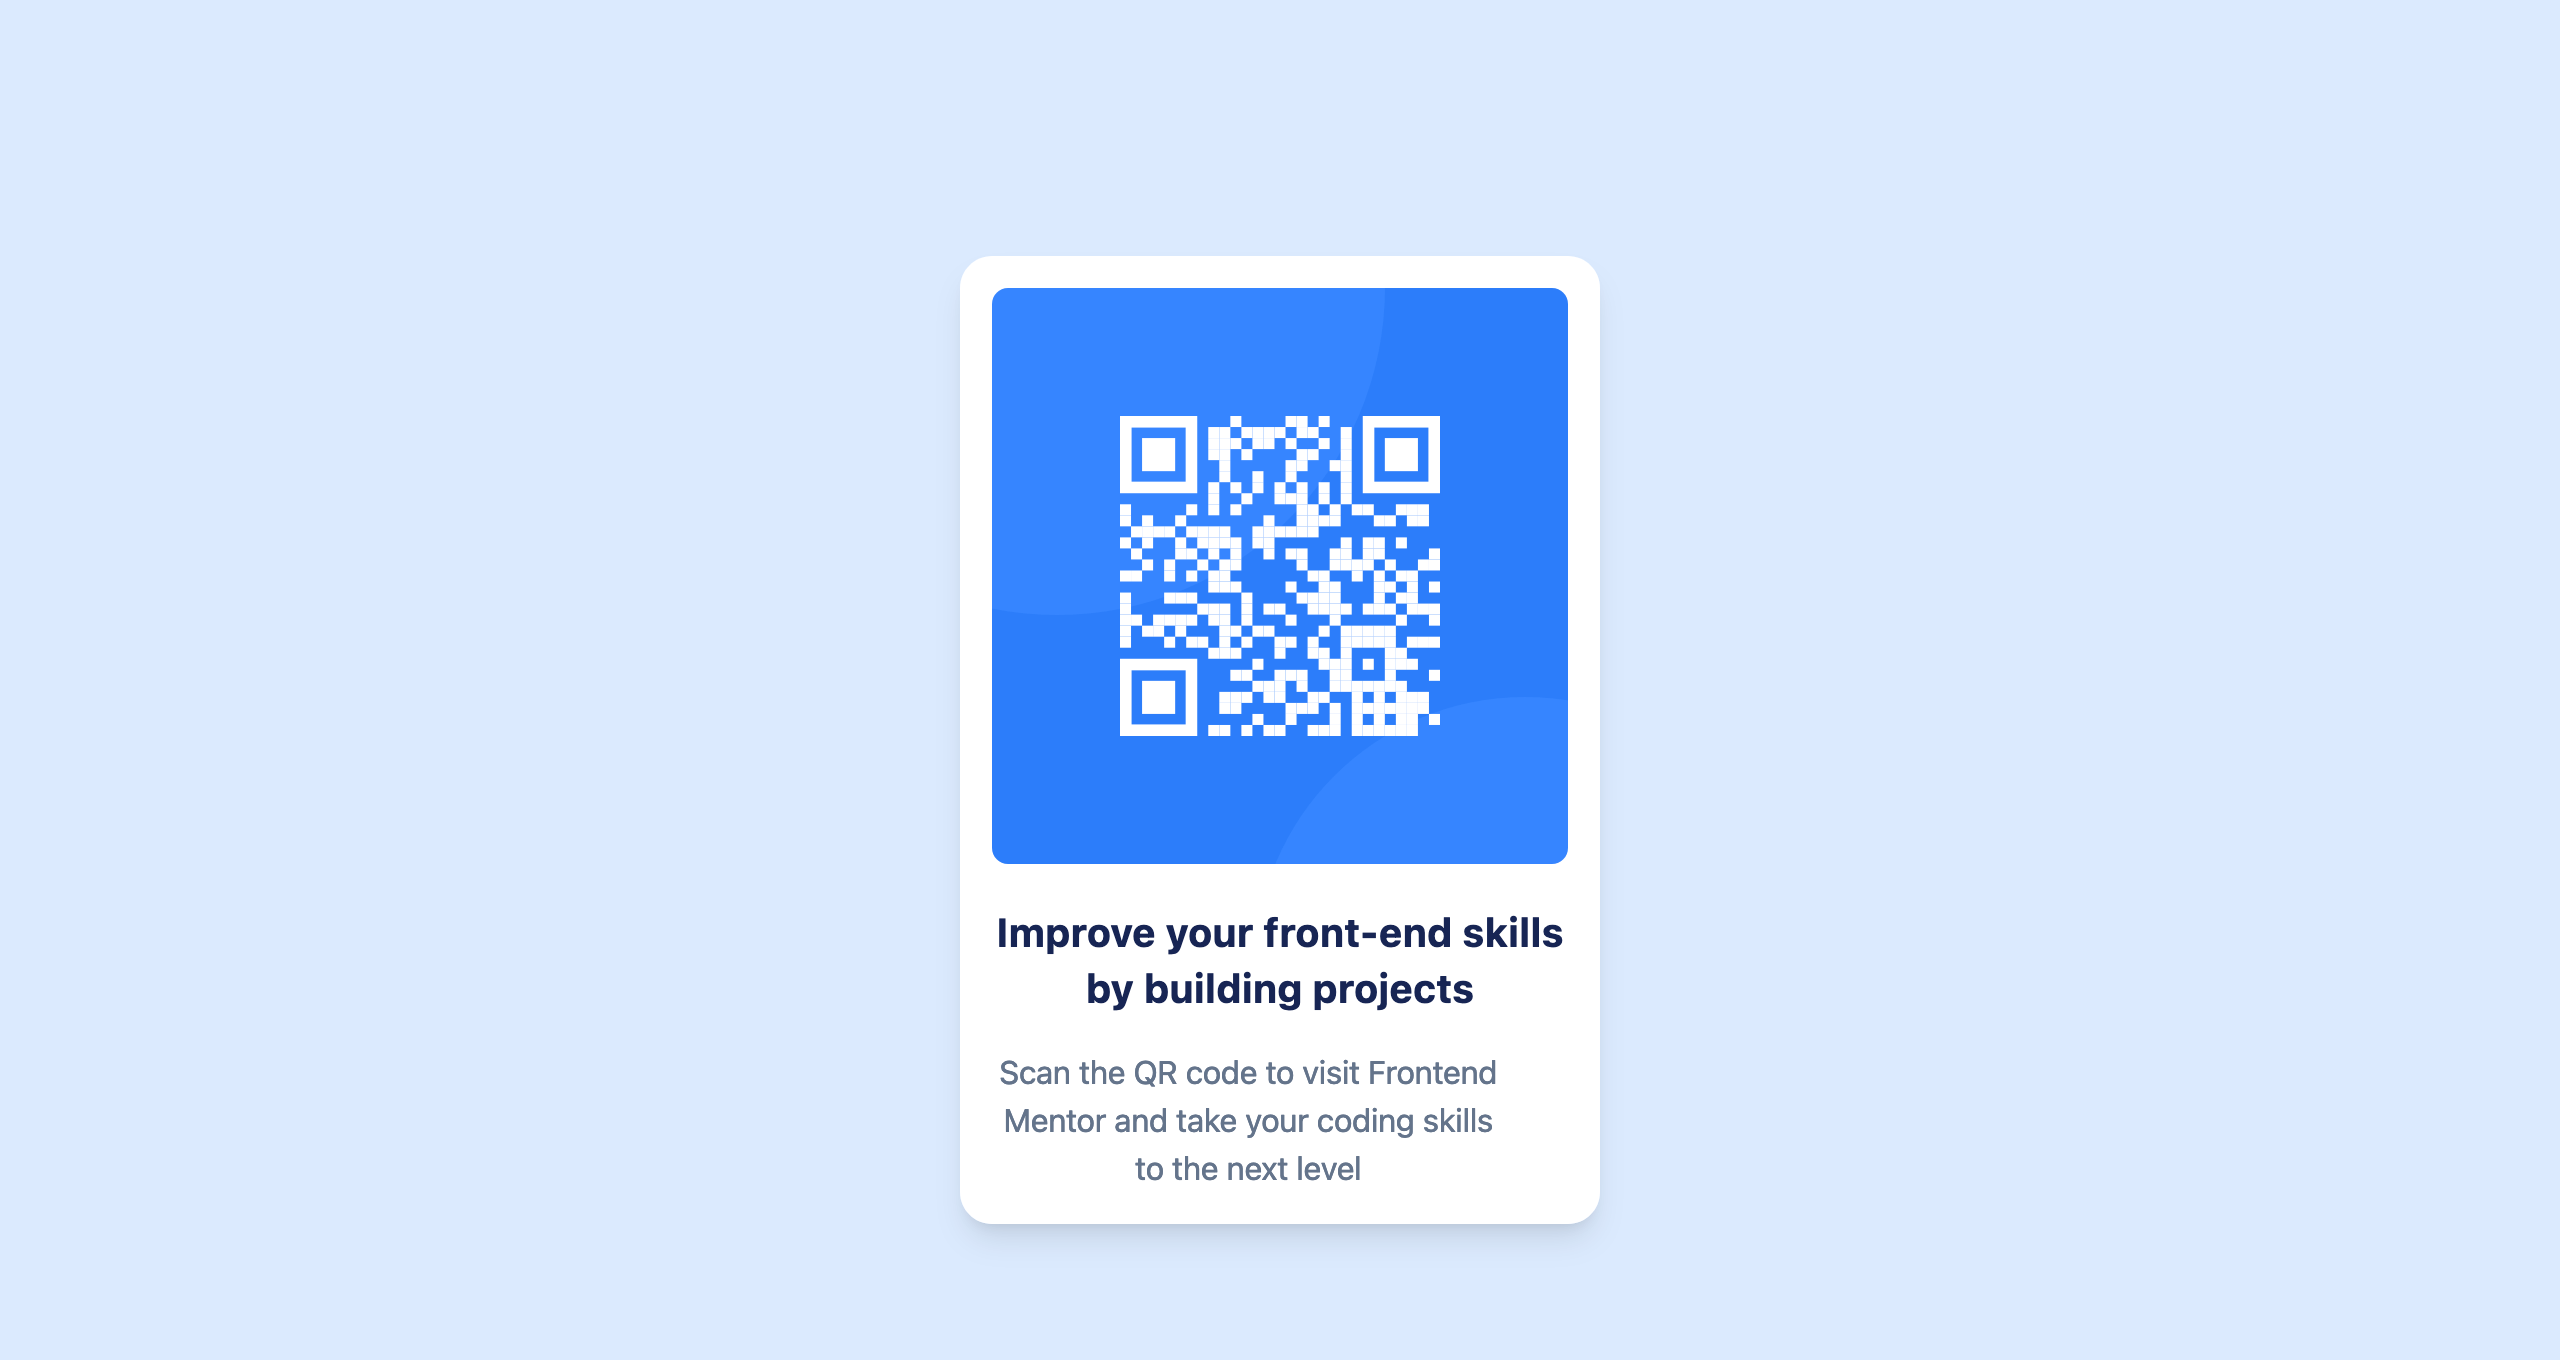 Improve your front-end skills
by building projects
Scan the QR code to visit Frontend
Mentor and take your coding skills
to the next level